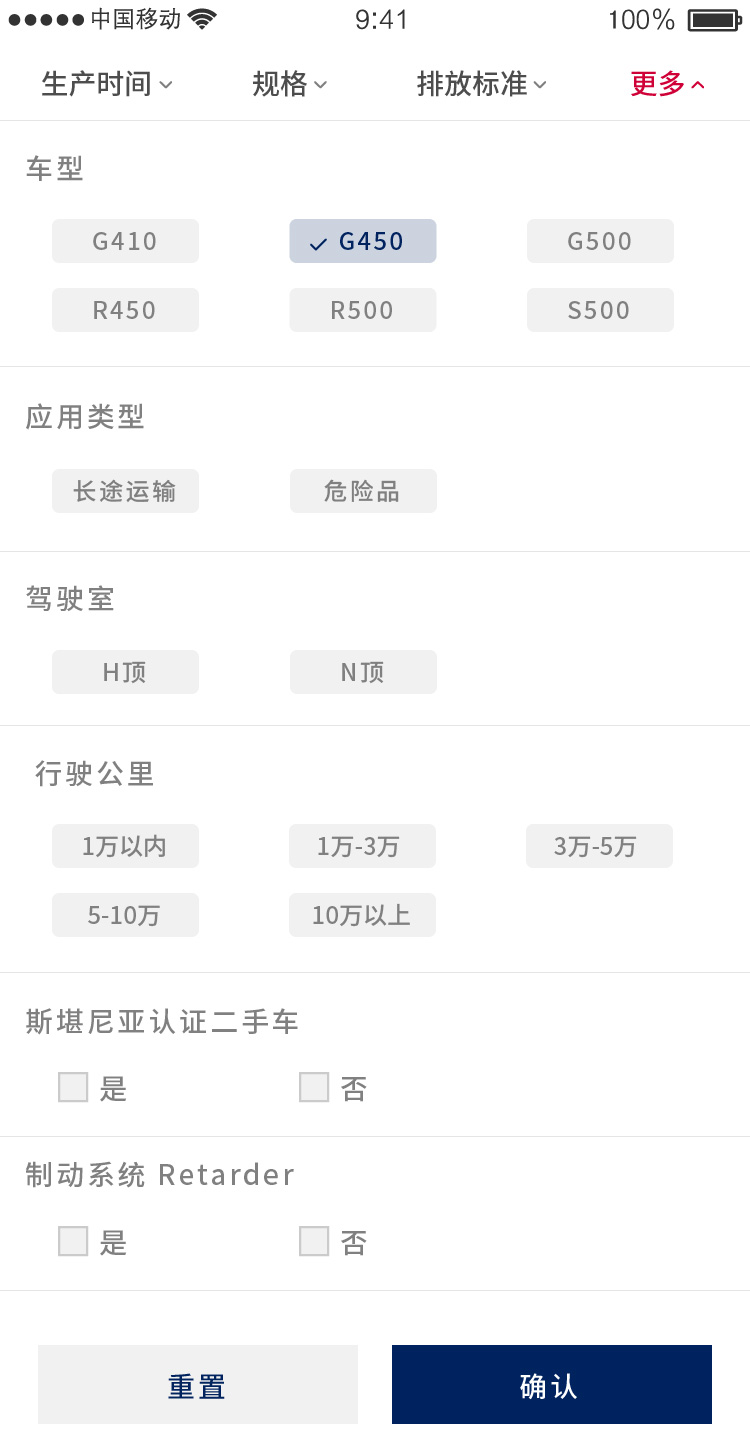 中国移动 9:41 100%
生产时间 规格 排放标准 更多
车型
G410 G450 G500
R450 R500 S500
应用类型
长途运输 危险品
驾驶室
H顶 N顶
行驶公里
1万以内 1万-3万 3万-5万
5-10万 10万以上
斯堪尼亚认证二手车
是 否
制动系统 Retarder
是 否
重置 确认